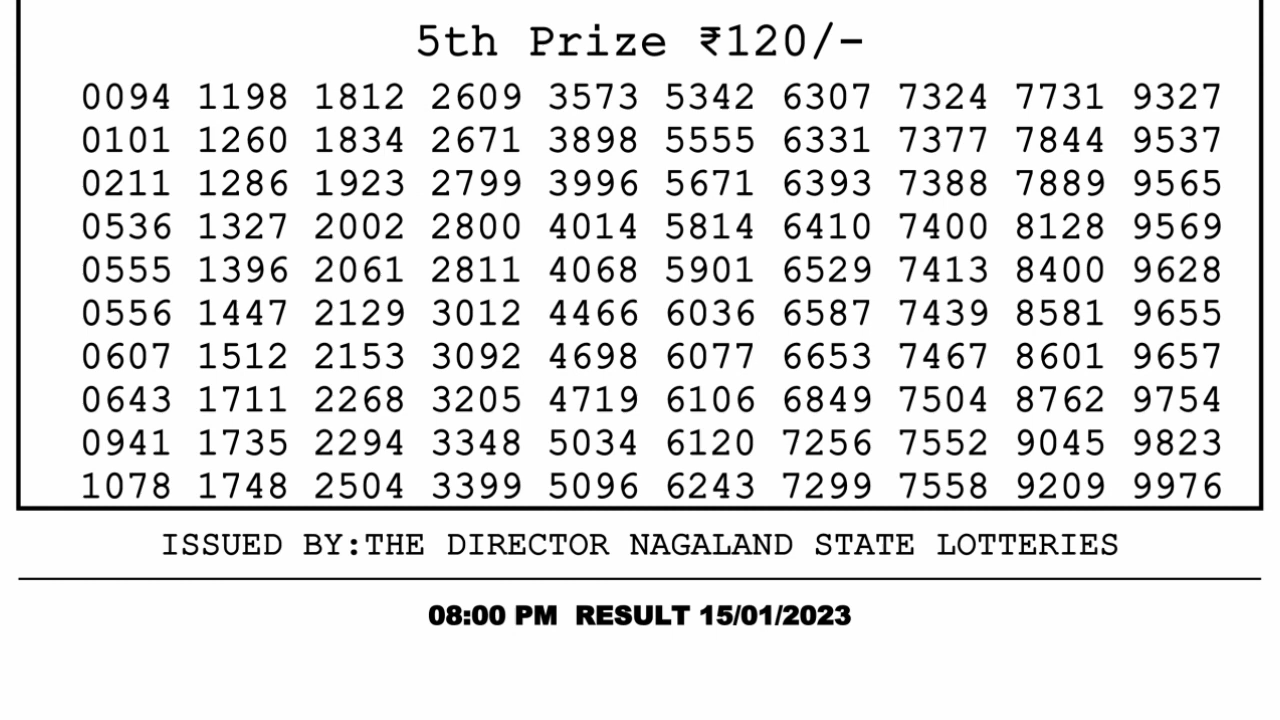 5th Prize ₹120/-
0094 1198 1812 2609 3573 5342 6307 7324 7731 9327
0101 1260 1834 2671 3898 5555 6331 7377 7844 9537
0211 1286 1923 2799 3996 5671 6393 7388 7889 9565
0536 1327 2002 2800 4014 5814 6410 7400 8128 9569
0555 1396 2061 2811 4068 5901 6529 7413 8400 9628
0556 1447 2129 3012 4466 6036 6587 7439 8581 9655
0607 1512 2153 3092 4698 6077 6653 7467 8601 9657
0643 1711 2268 3205 4719 6106 6849 7504 8762 9754
0941 1735 2294 3348 5034 6120 7256 7552 9045 9823
1078 1748 2504 3399 5096 6243 7299 7558 9209 9976
ISSUED BY:THE DIRECTOR NAGALAND STATE LOTTERIES
08:00 PM RESULT 15/01/2023